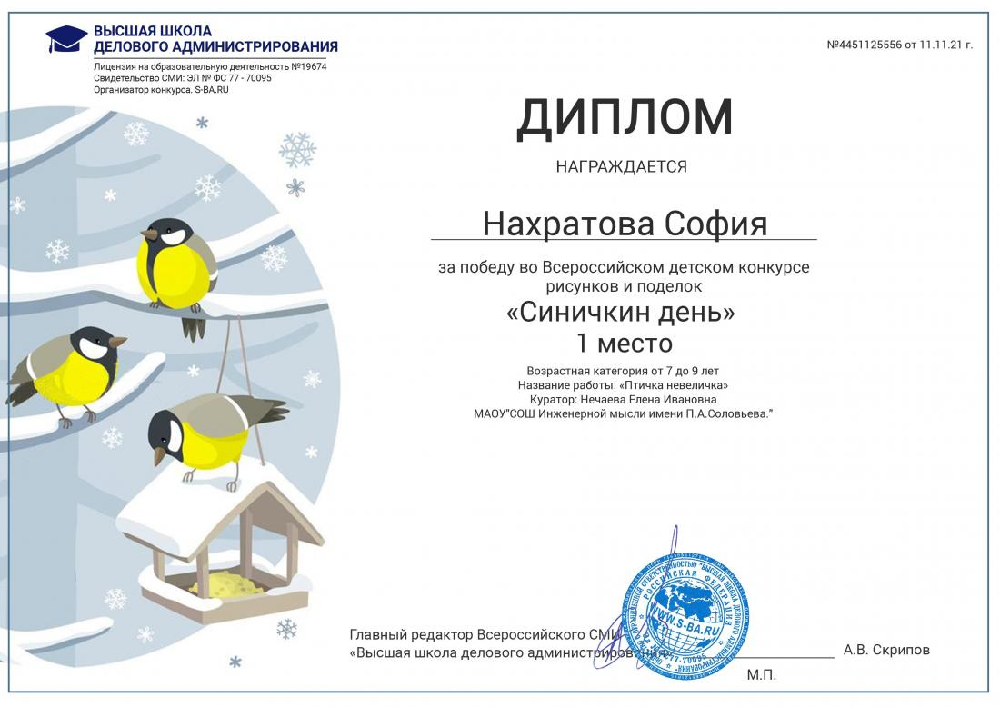 ВЫСШАЯ ШКОЛА
ДЕЛОВОГО АДМИНИСТРИРОВАНИЯ
Лицензия на образовательную деятельность №19674
Свидетельство СМИ: ЭЛ № ФС 77 - 70095
Организатор конкурса. S-BA.RU
№4451125556 от 11.11.21 г.
ДИПЛОМ
НАГРАЖДАЕТСЯ
Нахратова София
за победу во Всероссийском детском конкурсе
рисунков и поделок
«Синичкин день»
1 место
Возрастная категория от 7 до 9 лет
Название работы: «Птичка невеличка»
Куратор: Нечаева Елена Ивановна
МАОУ"СОШ Инженерной мысли имени П.А.Соловьева."
Главный редактор Всероссийского СМИ
«Высшая школа делового администрирования»
РОССИЙСКАЯ ФЕДЕРАЦИЯ
WWW.S-BA.RU
А.В. Скрипов
М.П.